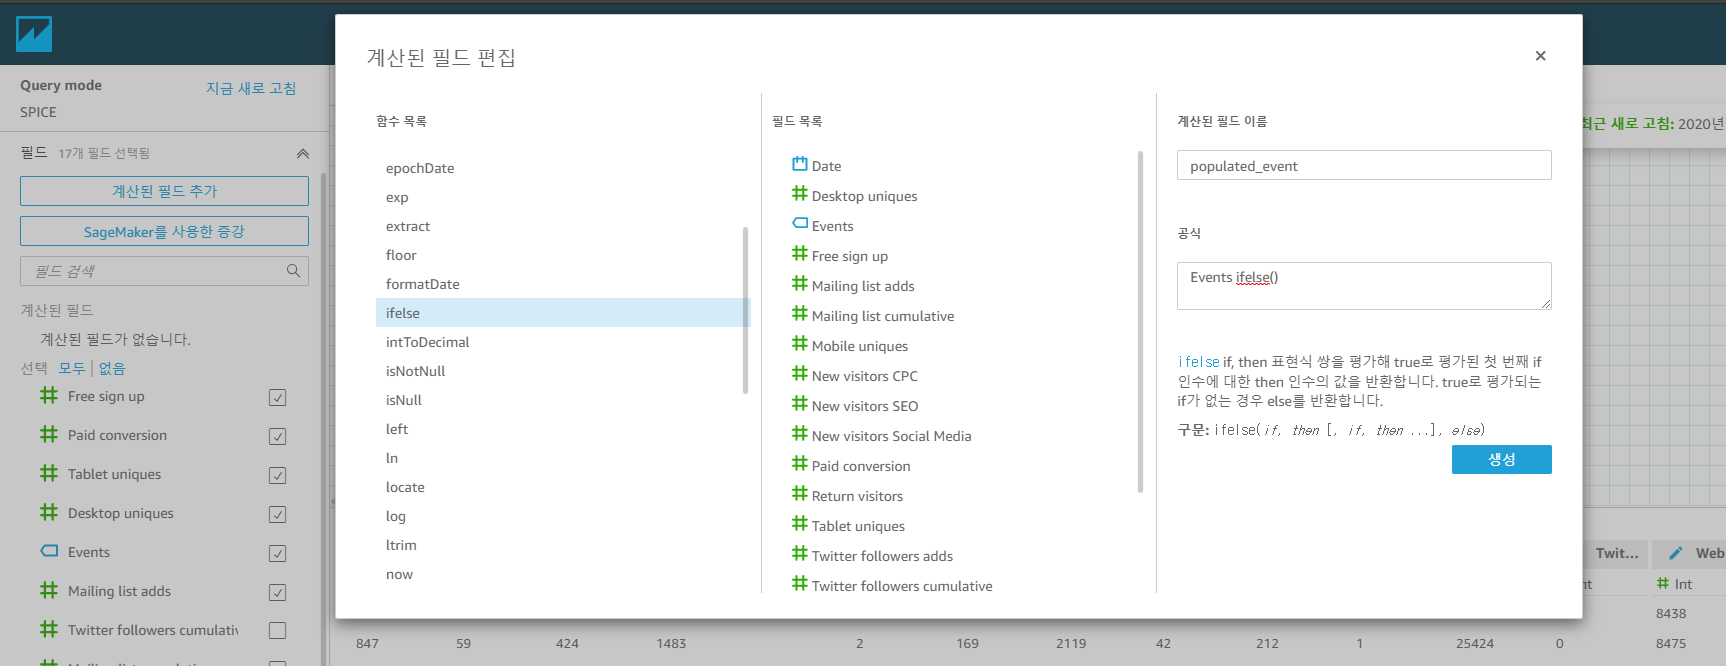 Query mode
지금 새로 고침
SPICE
필드 17개 필드 선택됨
계산된 필드 추가
SageMaker를 사용한 증강
필드 검색
계산된 필드
계산된 필드가 없습니다.
선택 모두 | 없음
Free sign up
Paid conversion
Tablet uniques
Desktop uniques
Events
Mailing list adds
Twitter followers cumulativ
계산된 필드 편집
×
함수 목록
epochDate
exp
extract
floor
formatDate
ifelse
intToDecimal
isNotNull
isNull
left
ln
locate
log
ltrim
now
필드 목록
Date
Desktop uniques
Events
Free sign up
Mailing list adds
Mailing list cumulative
Mobile uniques
New visitors CPC
New visitors SEO
New visitors Social Media
Paid conversion
Return visitors
Tablet uniques
Twitter followers adds
Twitter followers cumulative
계산된 필드 이름
populated_event
공식
Events ifelse()
ifelse if, then 표현식 쌍을 평가해 true로 평가된 첫 번째 if
인수에 대한 then 인수의 값을 반환합니다. true로 평가되는
if가 없는 경우 else를 반환합니다.
구문: ifelse(if, then [, if, then ...], else)
생성
최근 새로 고침: 2020년
Twit... Web
nt # Int
8438
847 59 424 1483 2 169 2119 42 212 1 25424 0 8475